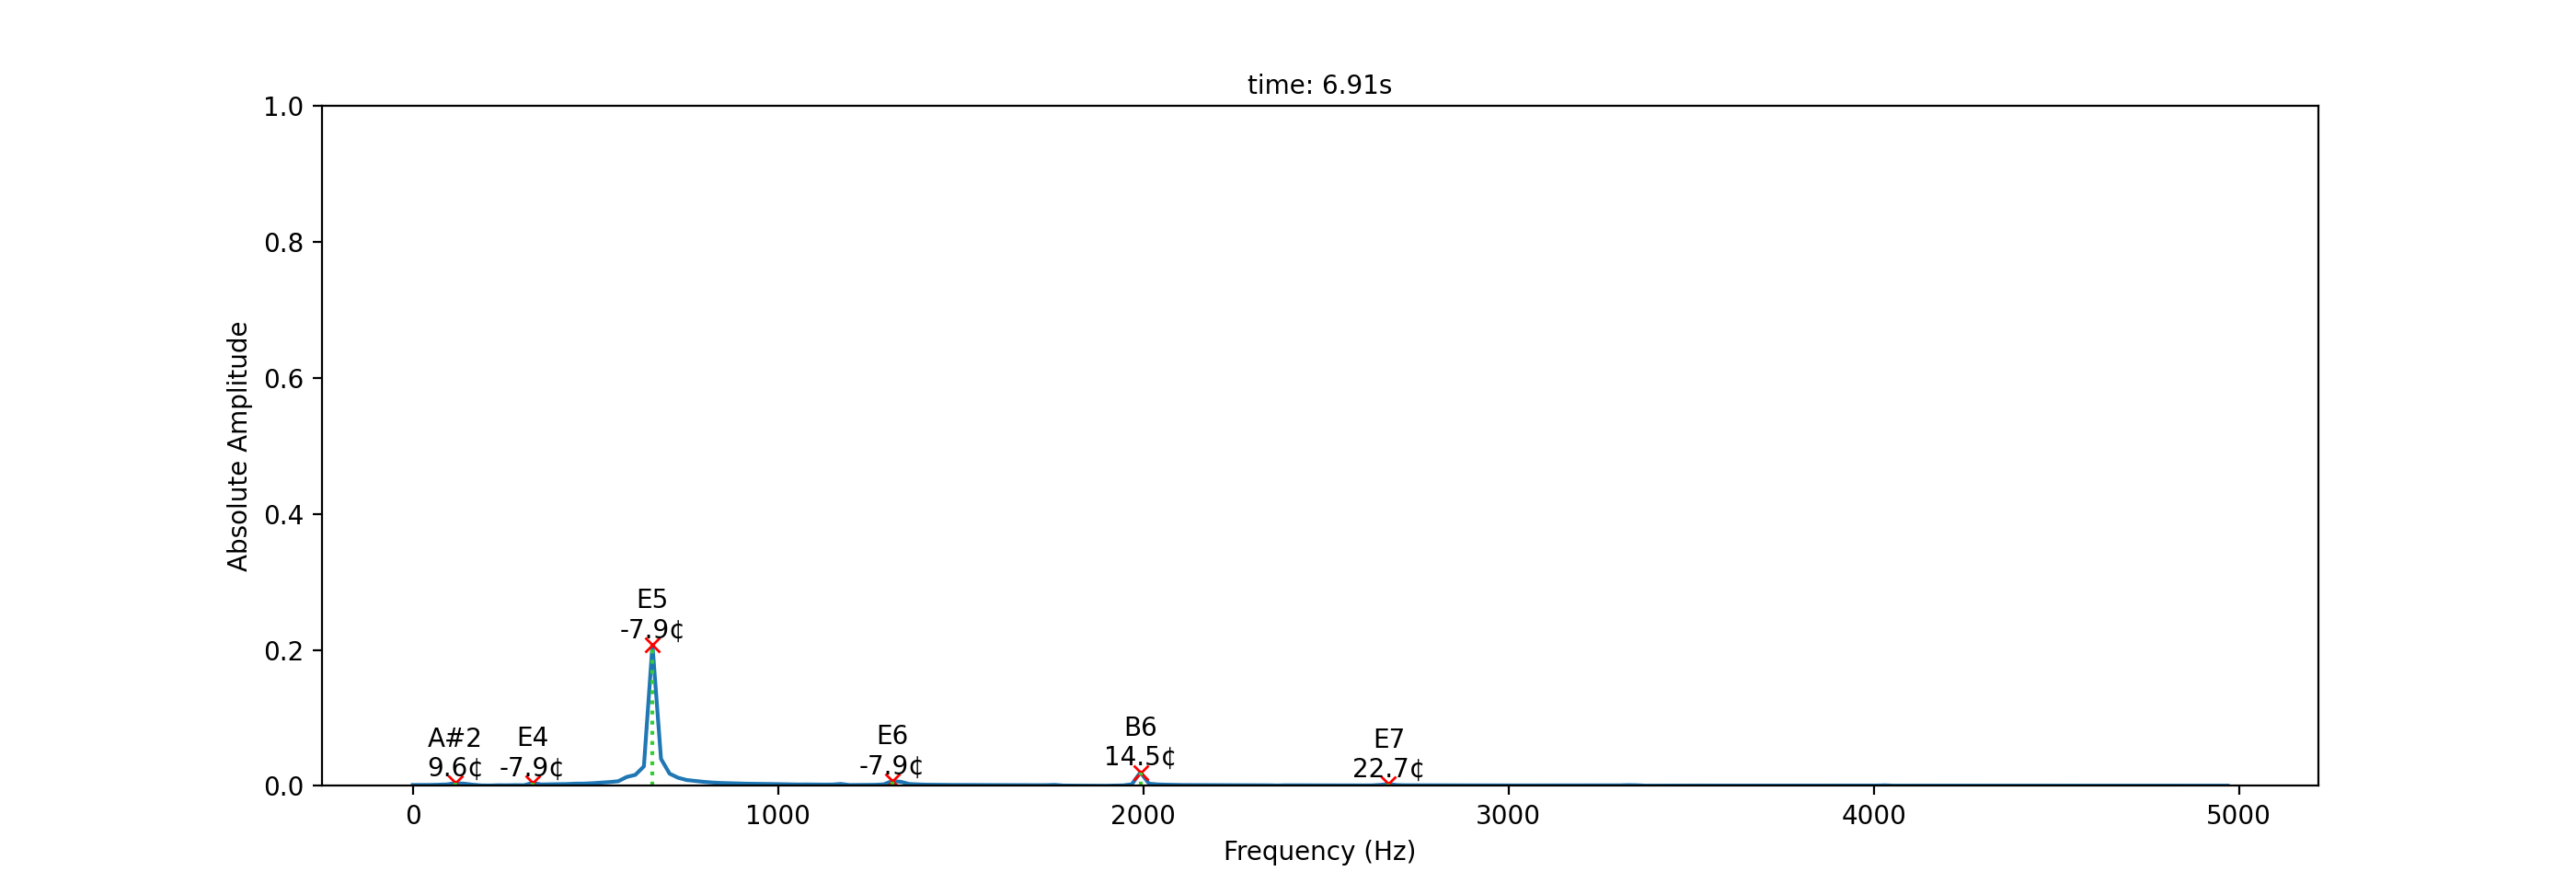 time: 6.91s
1.0
0.8
0.6
0.4
0.2
0.0
Absolute Amplitude
E5
-7.9¢
A#2
9.6¢
E4
-7.9¢
E6
-7.9¢
B6
14.5¢
E7
22.7¢
0 1000 2000 3000 4000 5000
Frequency (Hz)